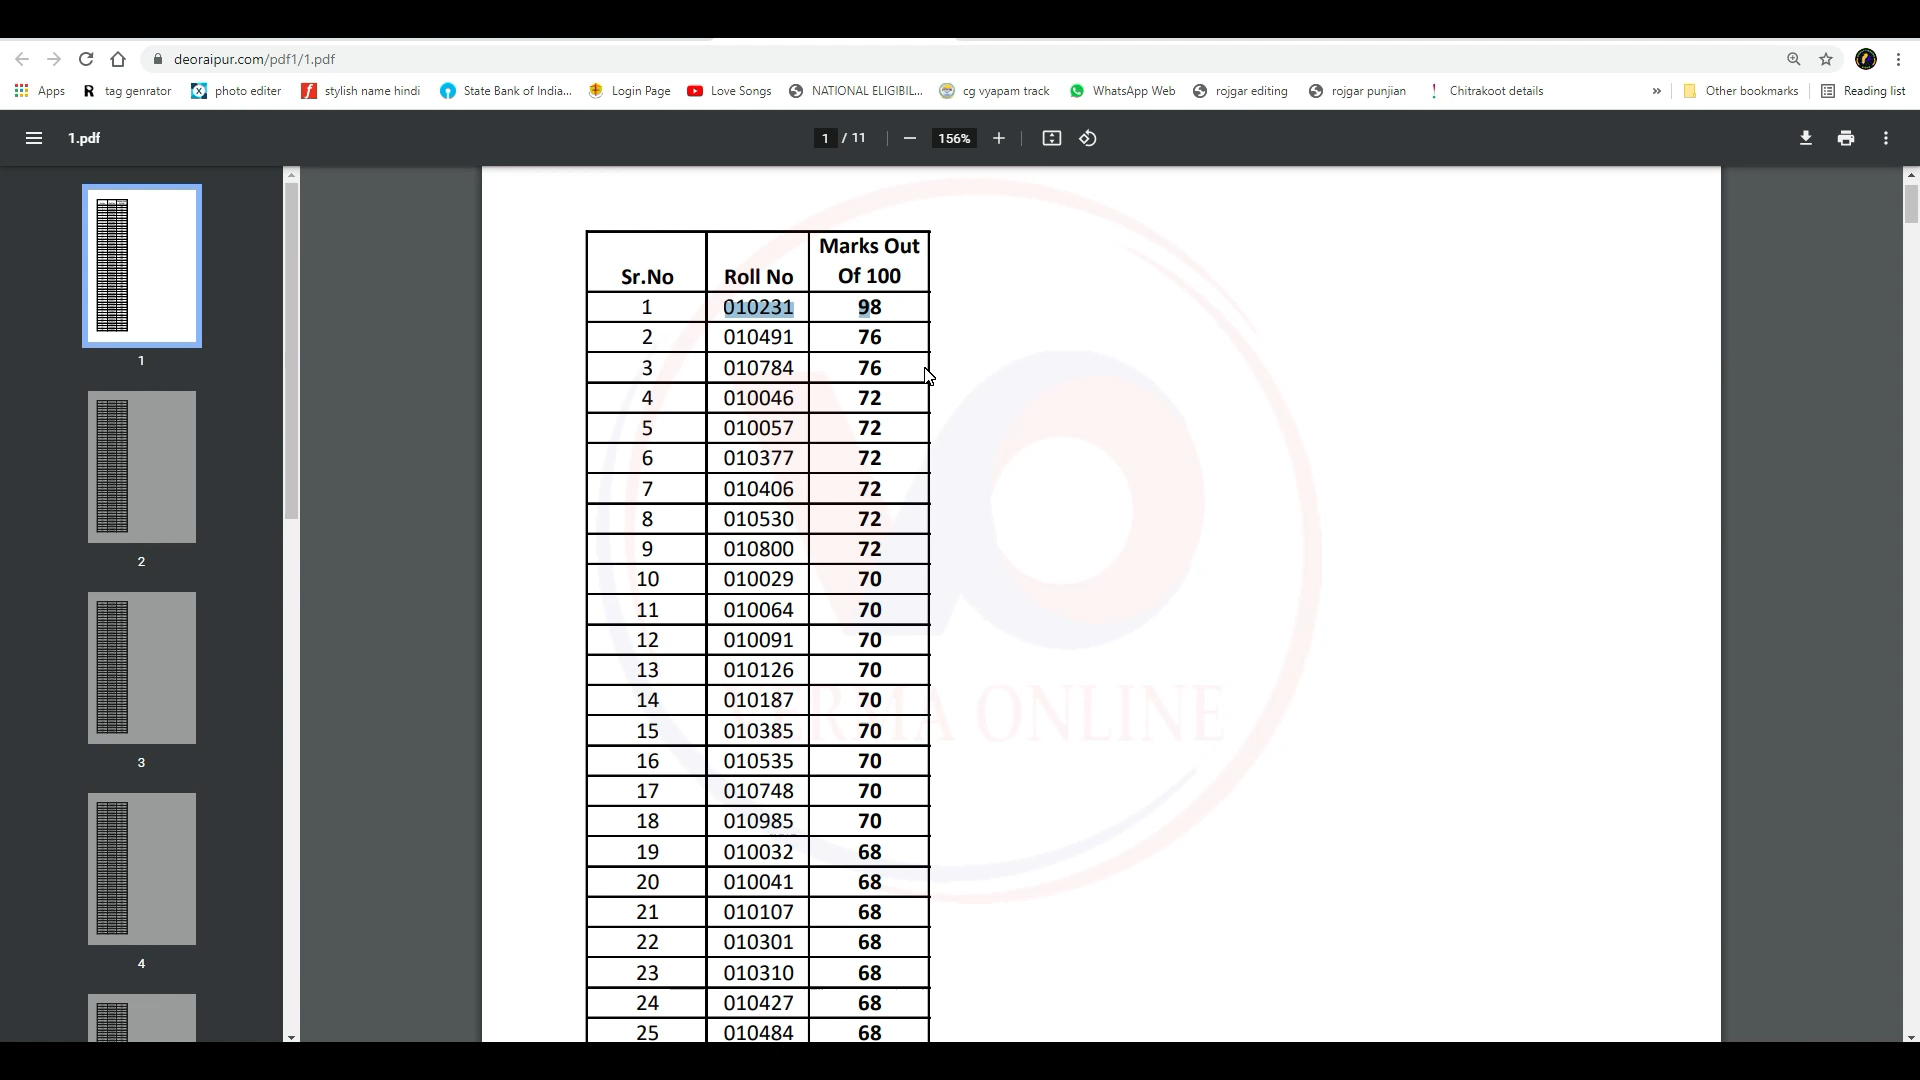 deoraipur.com/pdf1/1.pdf
Apps tag genrator photo editer stylish name hindi State Bank of India... Login Page Love Songs NATIONAL ELIGIBIL... cg vyapam track WhatsApp Web rojgar editing rojgar punjian Chitrakoot details » Other bookmarks Reading list
1.pdf 1 / 11 156%
1
2
3
4
Sr.No Roll No Marks Out Of 100
1 010231 98
2 010491 76
3 010784 76
4 010046 72
5 010057 72
6 010377 72
7 010406 72
8 010530 72
9 010800 72
10 010029 70
11 010064 70
12 010091 70
13 010126 70
14 010187 70
15 010385 70
16 010535 70
17 010748 70
18 010985 70
19 010032 68
20 010041 68
21 010107 68
22 010301 68
23 010310 68
24 010427 68
25 010484 68
ONLINE